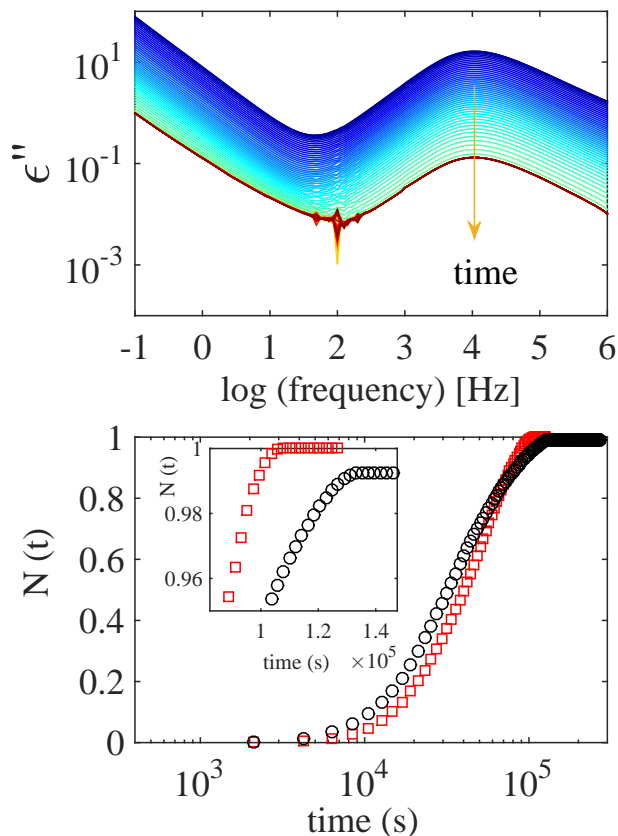 10^1
10^-1
10^-3
ϵ''
time
-1 0 1 2 3 4 5 6
log (frequency) [Hz]
1
0.8
0.6
0.4
0.2
0
N (t)
1
0.98
0.96
N (t)
1 1.2 1.4
time (s) ×10^5
10^3 10^4 10^5
time (s)